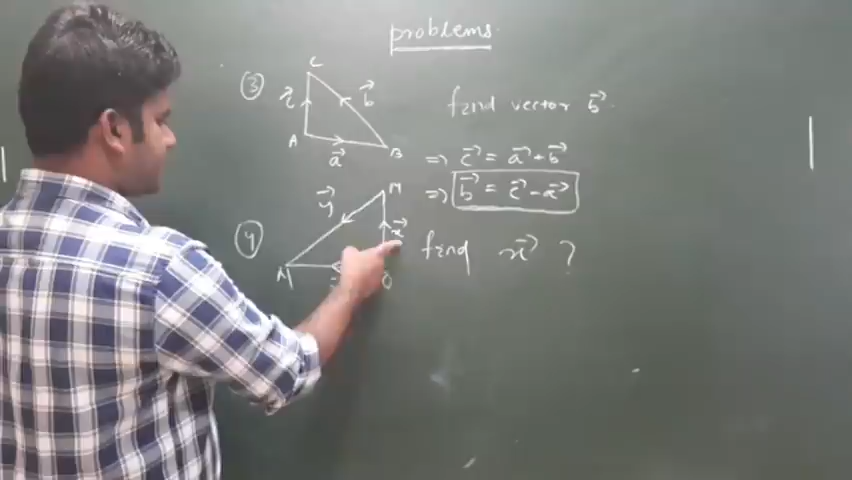 problems.
③ C
c⃗ b⃗ find vector b⃗.
A B
a⃗ => c⃗ = a⃗ + b⃗
M => b⃗ = c⃗ - a⃗
y⃗
④ x⃗ find x⃗ ?
N O